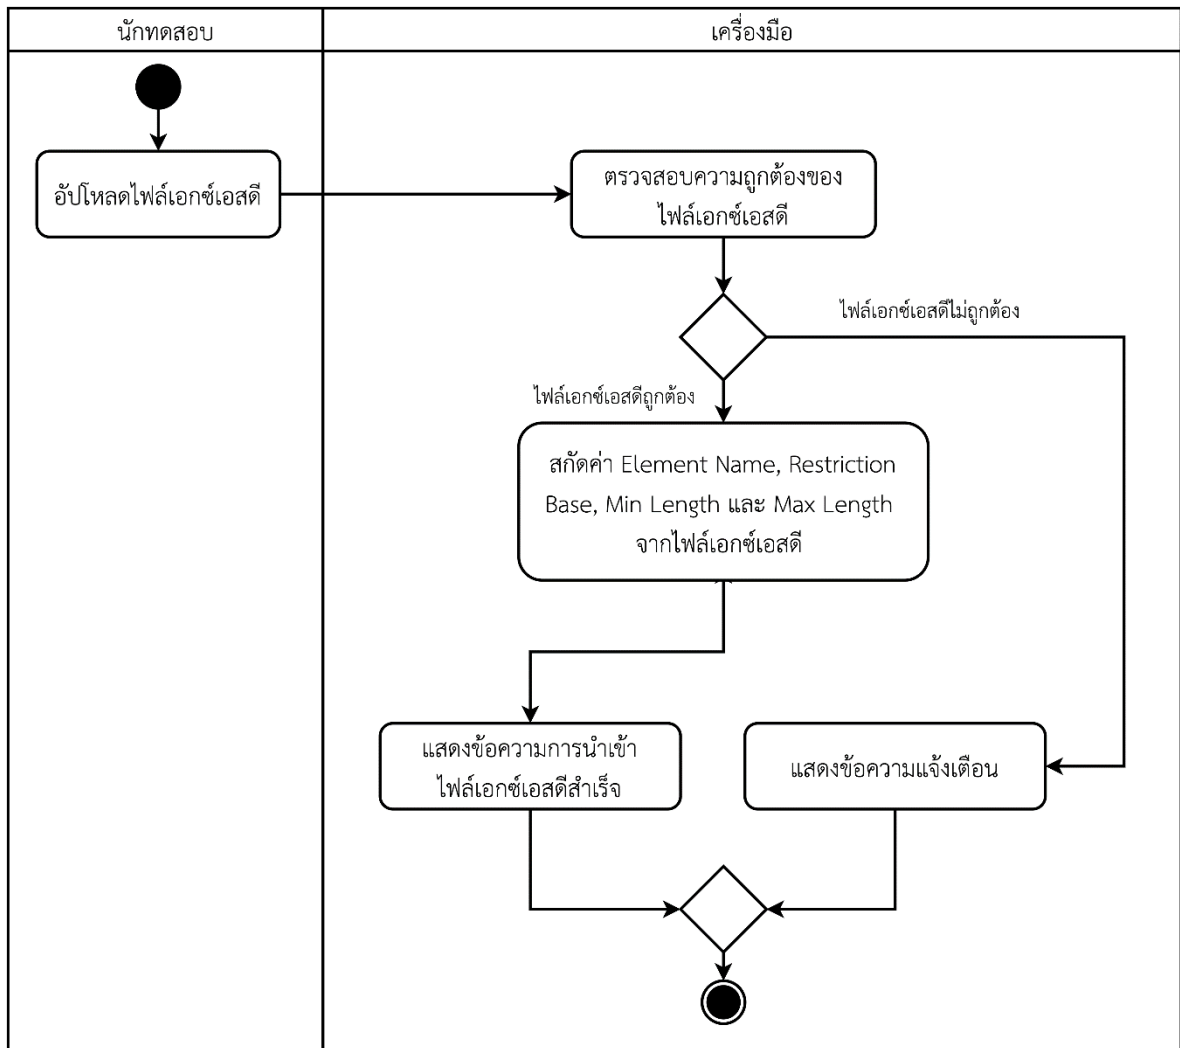 นักทดสอบ
เครื่องมือ
อัปโหลดไฟล์เอกซ์เอสดี
ตรวจสอบความถูกต้องของ
ไฟล์เอกซ์เอสดี
ไฟล์เอกซ์เอสดีไม่ถูกต้อง
ไฟล์เอกซ์เอสดีถูกต้อง
สกัดค่า Element Name, Restriction
Base, Min Length และ Max Length
จากไฟล์เอกซ์เอสดี
แสดงข้อความการนำเข้า
ไฟล์เอกซ์เอสดีสำเร็จ
แสดงข้อความแจ้งเตือน